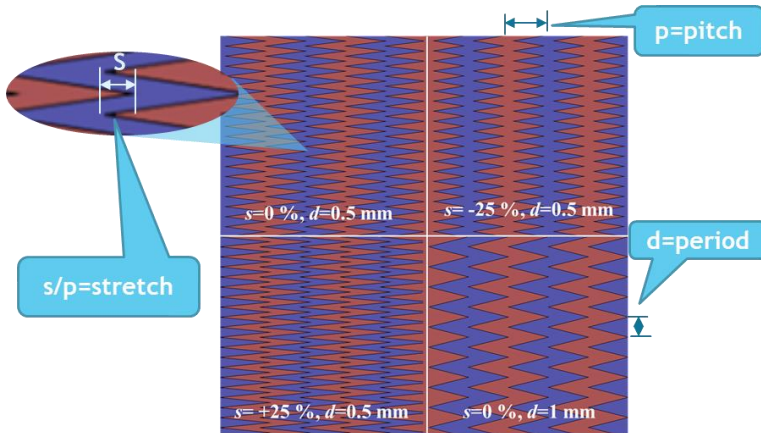 p=pitch
S
s=0 %, d=0.5 mm
s= -25 %, d=0.5 mm
d=period
s/p=stretch
s= +25 %, d=0.5 mm
s=0 %, d=1 mm